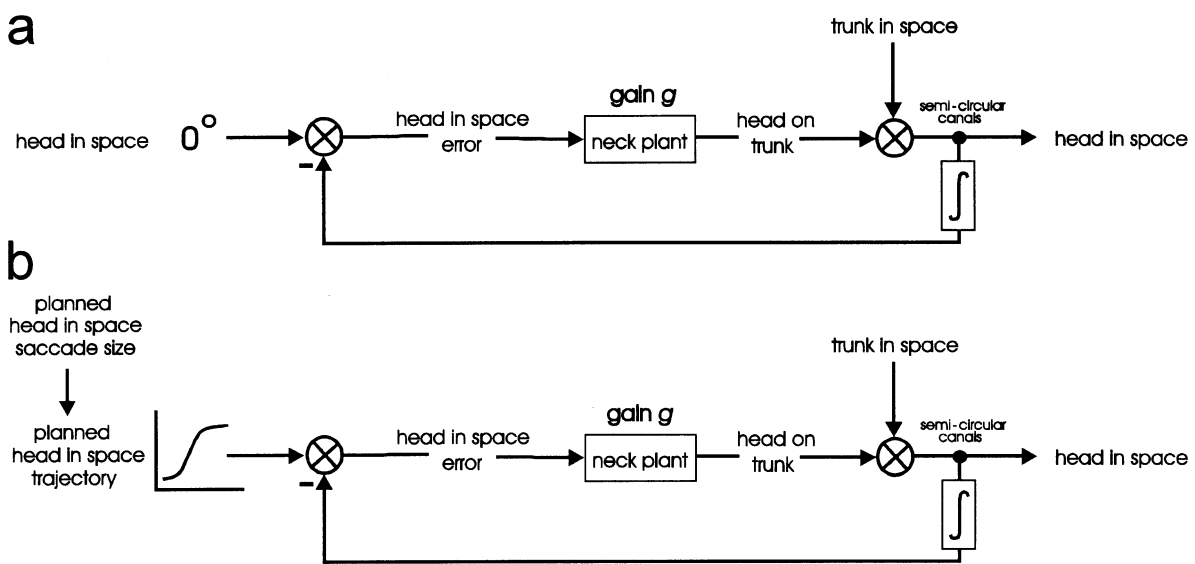 a
trunk in space
gain g
semi-circular
canals
head in space 0° head in space error neck plant head on trunk head in space
-
∫
b
planned
head in space
saccade size
trunk in space
gain g
semi-circular
canals
planned
head in space
trajectory
head in space
error
neck plant
head on
trunk
head in space
-
∫